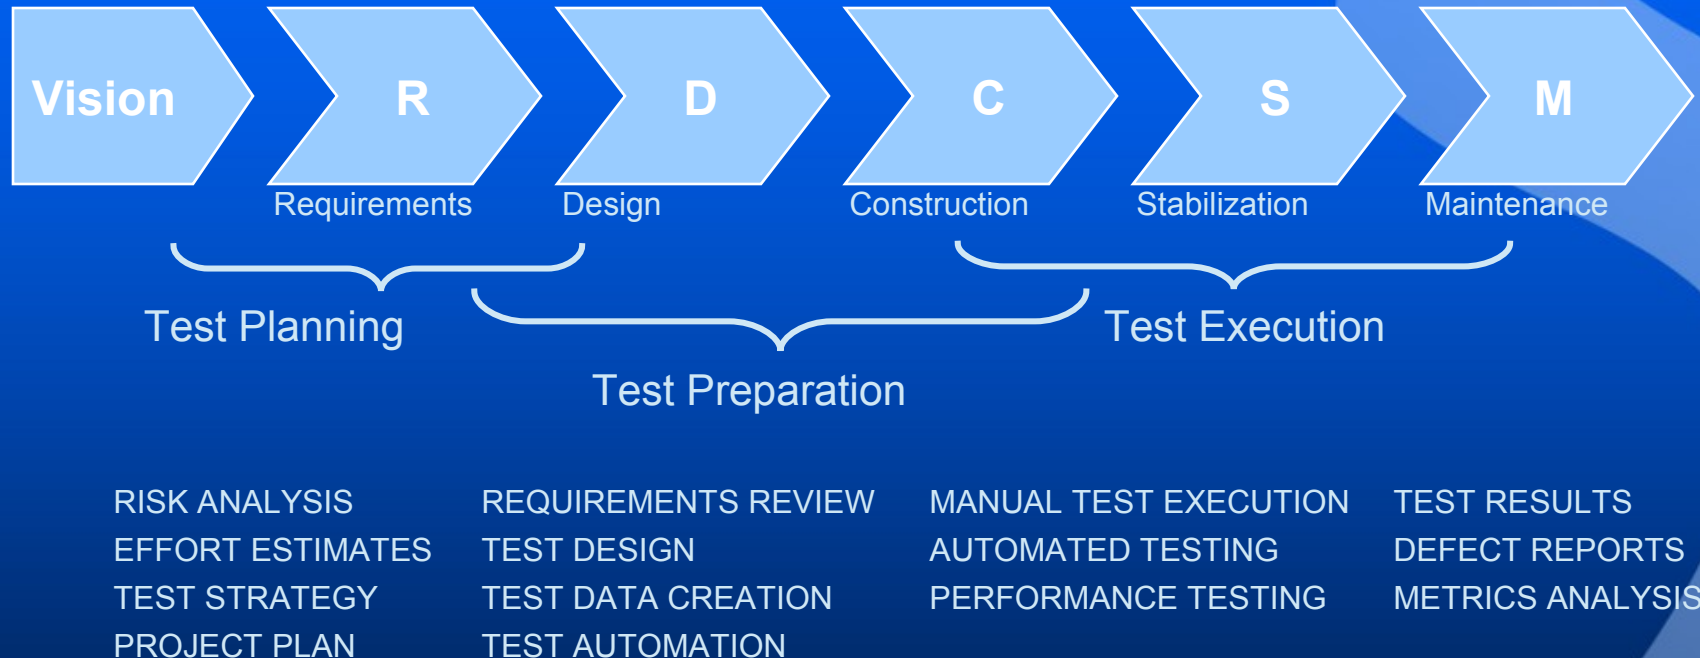 Vision R D C S M
Requirements Design Construction Stabilization Maintenance
Test Planning Test Execution
Test Preparation
RISK ANALYSIS REQUIREMENTS REVIEW MANUAL TEST EXECUTION TEST RESULTS
EFFORT ESTIMATES TEST DESIGN AUTOMATED TESTING DEFECT REPORTS
TEST STRATEGY TEST DATA CREATION PERFORMANCE TESTING METRICS ANALYSIS
PROJECT PLAN TEST AUTOMATION